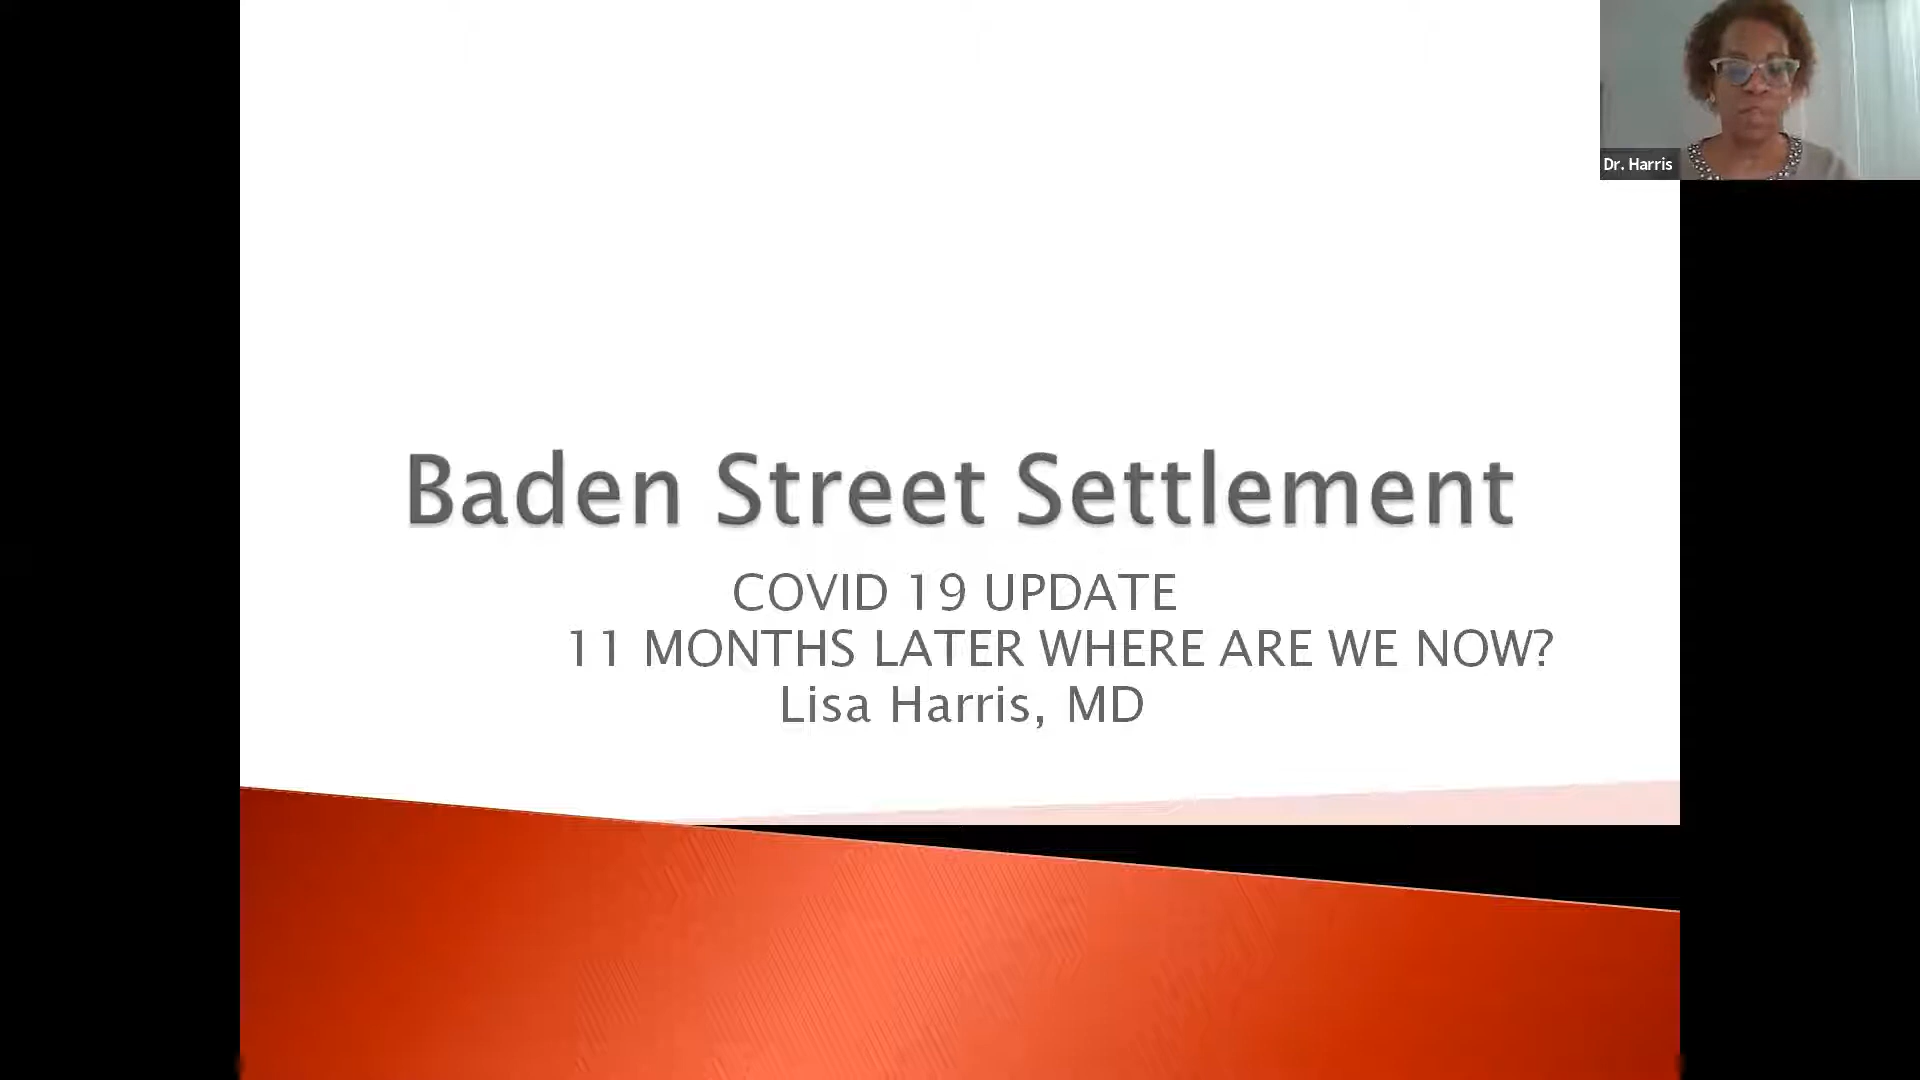 Dr. Harris
Baden Street Settlement
COVID 19 UPDATE
11 MONTHS LATER WHERE ARE WE NOW?
Lisa Harris, MD